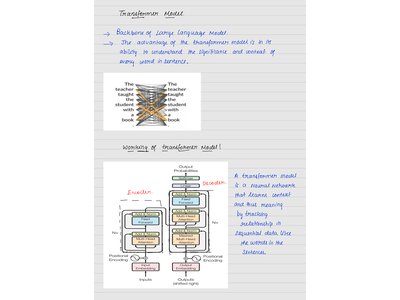 Transformer Model
→ Backbone of Large Language Model.
→ The advantage of the transformer model is in its
ability to understand the significance and context of
every word in sentence.
The The
teacher teacher
taught taught
the the
student student
with with
a a
book book
Working of transformer Model!
Output
Probabilities
Softmax
Linear
Encoder
Decoder
Add & Norm
Feed
Forward
Add & Norm
Multi-Head
Attention
Add & Norm
Feed
Forward
Add & Norm
Multi-Head
Attention
Add & Norm
Masked
Multi-Head
Attention
Nx
Nx
Positional
Encoding
Positional
Encoding
Input
Embedding
Output
Embedding
Inputs
Outputs
(shifted right)
A transformer model
is a Neural Network
that learns context
and thus meaning
by tracking
relationship in
sequential data like
the words in the
sentences.